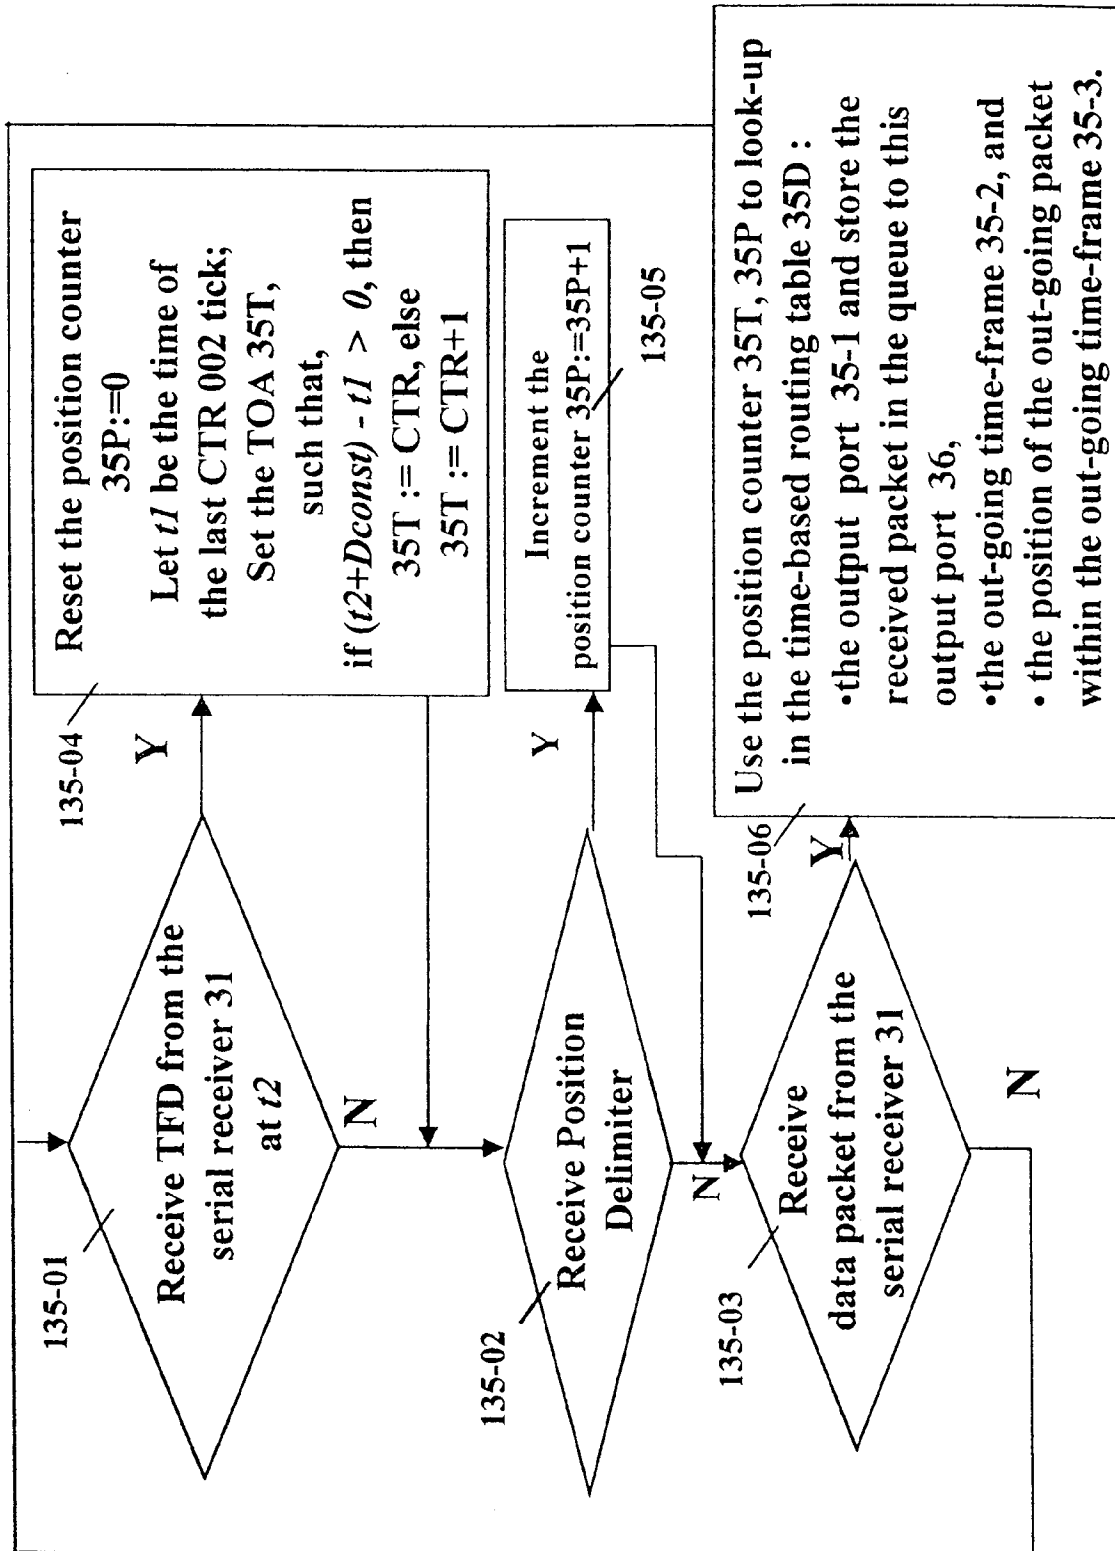 135-01
Receive TFD from the
serial receiver 31
at t2
Y
N
135-04
Reset the position counter
35P:=0
Let t1 be the time of
the last CTR 002 tick;
Set the TOA 35T,
such that,
if (t2+Dconst) - t1 > 0, then
35T := CTR, else
35T := CTR+1
135-02
Receive Position
Delimiter
Y
N
Increment the
position counter 35P:=35P+1
135-05
135-03
Receive
data packet from the
serial receiver 31
Y
N
135-06
Use the position counter 35T, 35P to look-up
in the time-based routing table 35D :
•the output port 35-1 and store the
received packet in the queue to this
output port 36,
•the out-going time-frame 35-2, and
• the position of the out-going packet
within the out-going time-frame 35-3.